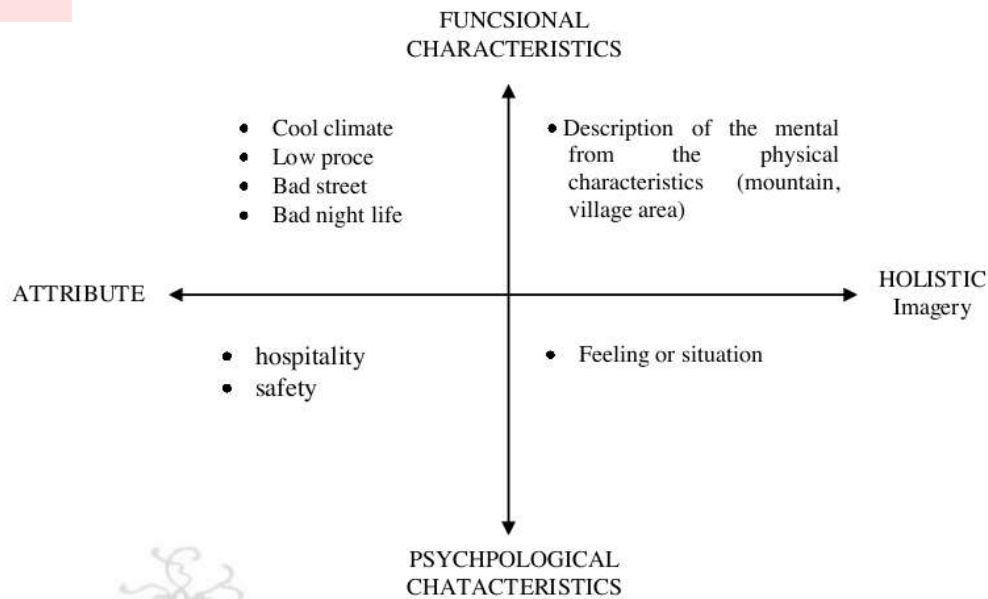 FUNCSIONAL
CHARACTERISTICS
• Cool climate
• Low proce
• Bad street
• Bad night life
• Description of the mental
from the physical
characteristics (mountain,
village area)
ATTRIBUTE
HOLISTIC
Imagery
• hospitality
• safety
• Feeling or situation
PSYCHPOLOGICAL
CHATACTERISTICS